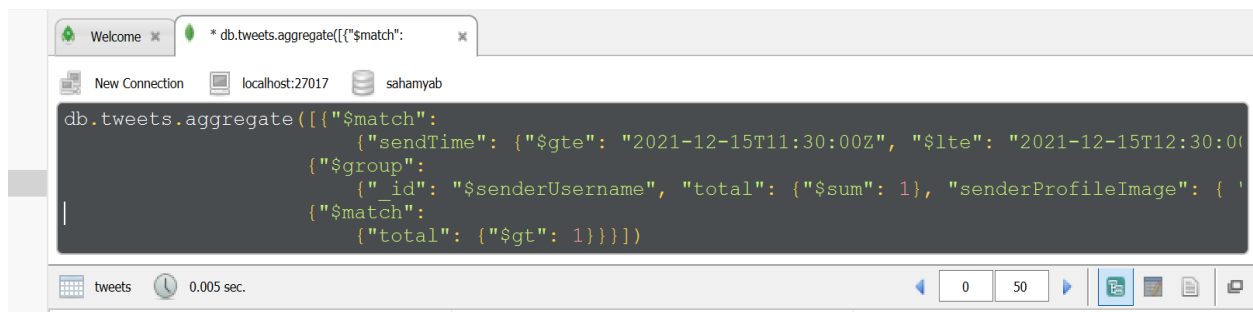 Welcome * db.tweets.aggregate([{"$match":
New Connection localhost:27017 sahamyab
db.tweets.aggregate([{"$match":
{"sendTime": {"$gte": "2021-12-15T11:30:00Z", "$lte": "2021-12-15T12:30:0
{"$group":
{"_id": "$senderUsername", "total": {"$sum": 1}, "senderProfileImage": { '
{"$match":
{"total": {"$gt": 1}}}])
tweets 0.005 sec. 0 50